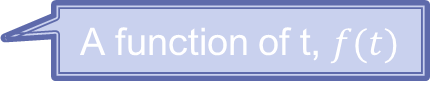 A function of t, f(t)